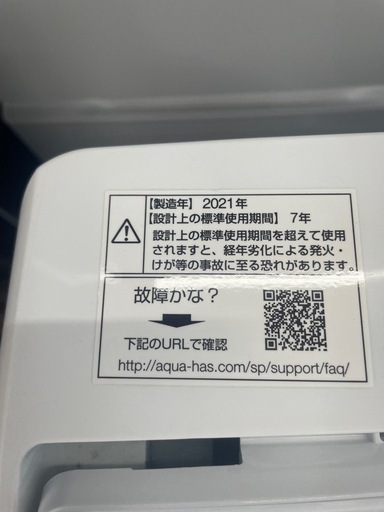 【製造年】 2021年
【設計上の標準使用期間】 7年
設計上の標準使用期間を超えて使用
されますと、経年劣化による発火・
けが等の事故に至る恐れがあります。
故障かな？
下記のURLで確認
http://aqua-has.com/sp/support/faq/